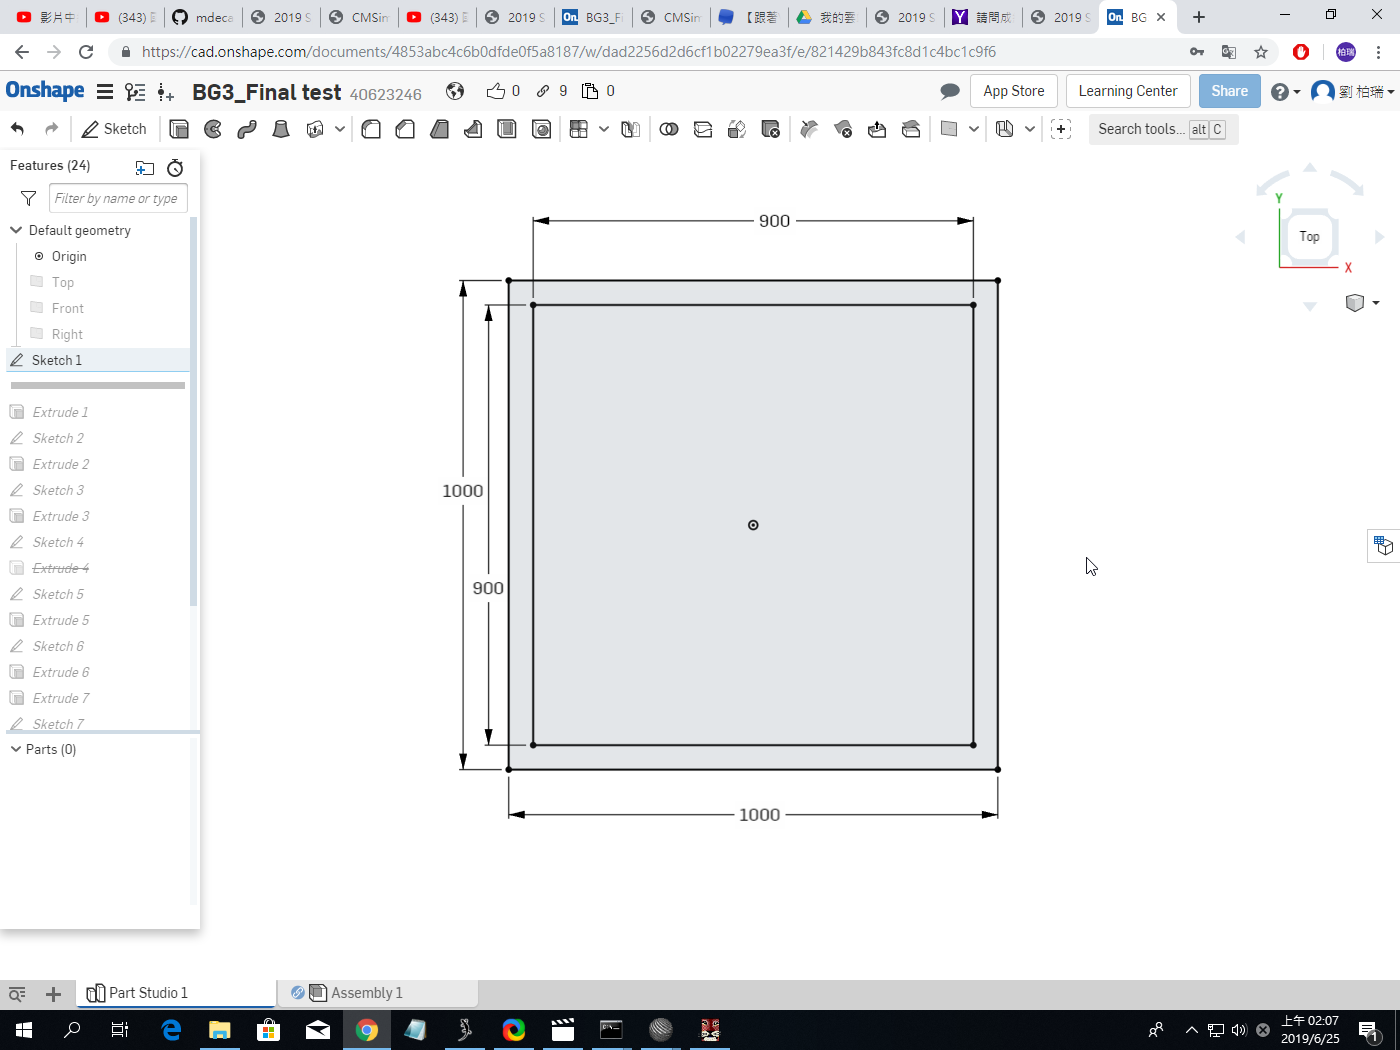 影片中
(343) 
mdeca
2019 S
CMSim
(343) 
2019 S
BG3_Fi
CMSim
【跟著
我的雲
2019 S
請問成
2019 S
BG
https://cad.onshape.com/documents/4853abc4c6b0dfde0f5a8187/w/dad2256d2d6cf1b02279ea3f/e/821429b843fc8d1c4bc1c9f6
柏瑞
Onshape
BG3_Final test 40623246
0
9
0
App Store
Learning Center
Share
劉 柏瑞
Sketch
Search tools... alt C
Features (24)
Filter by name or type
Default geometry
Origin
Top
Front
Right
Sketch 1
Extrude 1
Sketch 2
Extrude 2
Sketch 3
Extrude 3
Sketch 4
Extrude 4
Sketch 5
Extrude 5
Sketch 6
Extrude 6
Extrude 7
Sketch 7
Parts (0)
900
1000
900
1000
Y
Top
X
Part Studio 1
Assembly 1
上午 02:07
2019/6/25
1